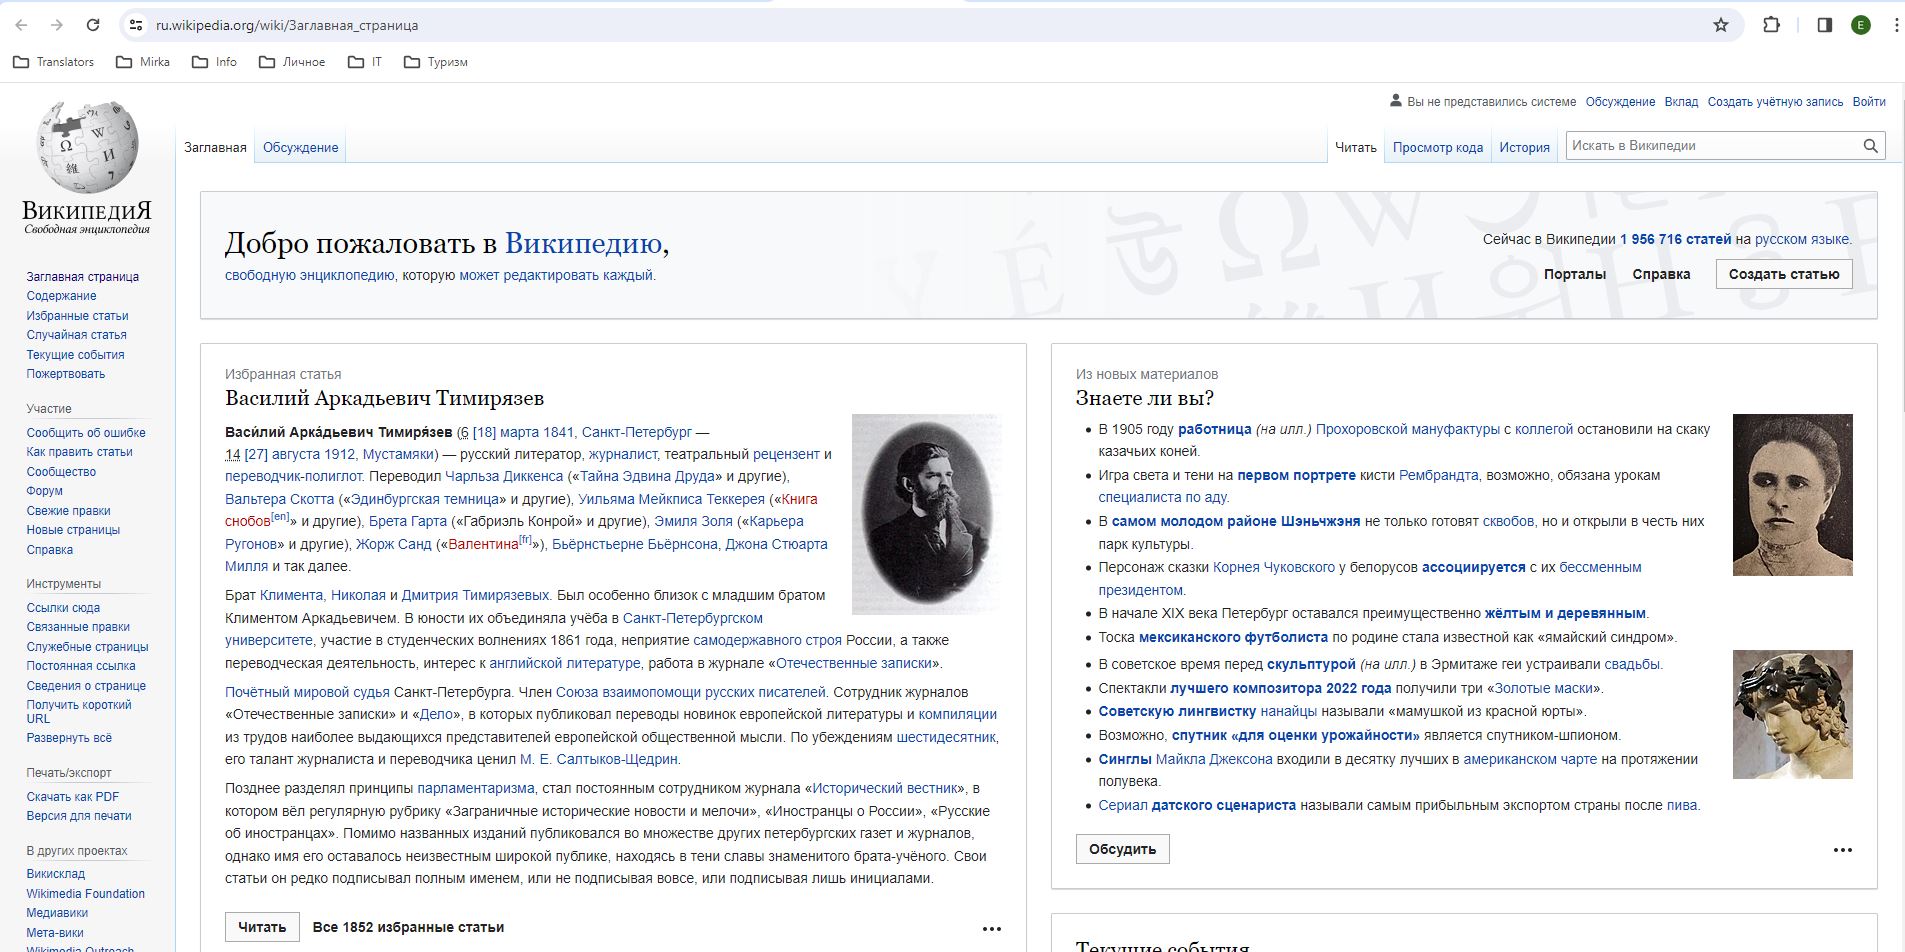 ru.wikipedia.org/wiki/Заглавная_страница
E
Translators
Mirka
Info
Личное
IT
Туризм
ВикипедиЯ
Свободная энциклопедия
Вы не представились системе Обсуждение Вклад Создать учётную запись Войти
Заглавная Обсуждение
Читать Просмотр кода История
Искать в Википедии
Заглавная страница
Содержание
Избранные статьи
Случайная статья
Текущие события
Пожертвовать
Участие
Сообщить об ошибке
Как править статьи
Сообщество
Форум
Свежие правки
Новые страницы
Справка
Инструменты
Ссылки сюда
Связанные правки
Служебные страницы
Постоянная ссылка
Сведения о странице
Получить короткий
URL
Развернуть всё
Печать/экспорт
Скачать как PDF
Версия для печати
В других проектах
Викисклад
Wikimedia Foundation
Медиавики
Мета-вики
Wikimedia Outreach
Добро пожаловать в Википедию,
свободную энциклопедию, которую может редактировать каждый.
Сейчас в Википедии 1 956 716 статей на русском языке.
Порталы Справка Создать статью
Избранная статья
Василий Аркадьевич Тимирязев
Васи́лий Арка́дьевич Тимиря́зев (6 [18] марта 1841, Санкт-Петербург —
14 [27] августа 1912, Мустамяки) — русский литератор, журналист, театральный рецензент и
переводчик-полиглот. Переводил Чарльза Диккенса («Тайна Эдвина Друда» и другие),
Вальтера Скотта («Эдинбургская темница» и другие), Уильяма Мейкписа Теккерея («Книга
снобов[en]» и другие), Брета Гарта («Габриэль Конрой» и другие), Эмиля Золя («Карьера
Ругонов» и другие), Жорж Санд («Валентина[fr]»), Бьёрнстьерне Бьёрнсона, Джона Стюарта
Милля и так далее.
Брат Климента, Николая и Дмитрия Тимирязевых. Был особенно близок с младшим братом
Климентом Аркадьевичем. В юности их объединяла учёба в Санкт-Петербургском
университете, участие в студенческих волнениях 1861 года, неприятие самодержавного строя России, а также
переводческая деятельность, интерес к английской литературе, работа в журнале «Отечественные записки».
Почётный мировой судья Санкт-Петербурга. Член Союза взаимопомощи русских писателей. Сотрудник журналов
«Отечественные записки» и «Дело», в которых публиковал переводы новинок европейской литературы и компиляции
из трудов наиболее выдающихся представителей европейской общественной мысли. По убеждениям шестидесятник,
его талант журналиста и переводчика ценил М. Е. Салтыков-Щедрин.
Позднее разделял принципы парламентаризма, стал постоянным сотрудником журнала «Исторический вестник», в
котором вёл регулярную рубрику «Заграничные исторические новости и мелочи», «Иностранцы о России», «Русские
об иностранцах». Помимо названных изданий публиковался во множестве других петербургских газет и журналов,
однако имя его оставалось неизвестным широкой публике, находясь в тени славы знаменитого брата-учёного. Свои
статьи он редко подписывал полным именем, или не подписывая вовсе, или подписывая лишь инициалами.
Читать Все 1852 избранные статьи
Из новых материалов
Знаете ли вы?
В 1905 году работница (на илл.) Прохоровской мануфактуры с коллегой остановили на скаку
казачьих коней.
Игра света и тени на первом портрете кисти Рембрандта, возможно, обязана урокам
специалиста по аду.
В самом молодом районе Шэньчжэня не только готовят сквобов, но и открыли в честь них
парк культуры.
Персонаж сказки Корнея Чуковского у белорусов ассоциируется с их бессменным
президентом.
В начале XIX века Петербург оставался преимущественно жёлтым и деревянным.
Тоска мексиканского футболиста по родине стала известной как «ямайский синдром».
В советское время перед скульптурой (на илл.) в Эрмитаже геи устраивали свадьбы.
Спектакли лучшего композитора 2022 года получили три «Золотые маски».
Советскую лингвистку нанайцы называли «мамушкой из красной юрты».
Возможно, спутник «для оценки урожайности» является спутником-шпионом.
Синглы Майкла Джексона входили в десятку лучших в американском чарте на протяжении
полувека.
Сериал датского сценариста называли самым прибыльным экспортом страны после пива.
Обсудить
Текущие события